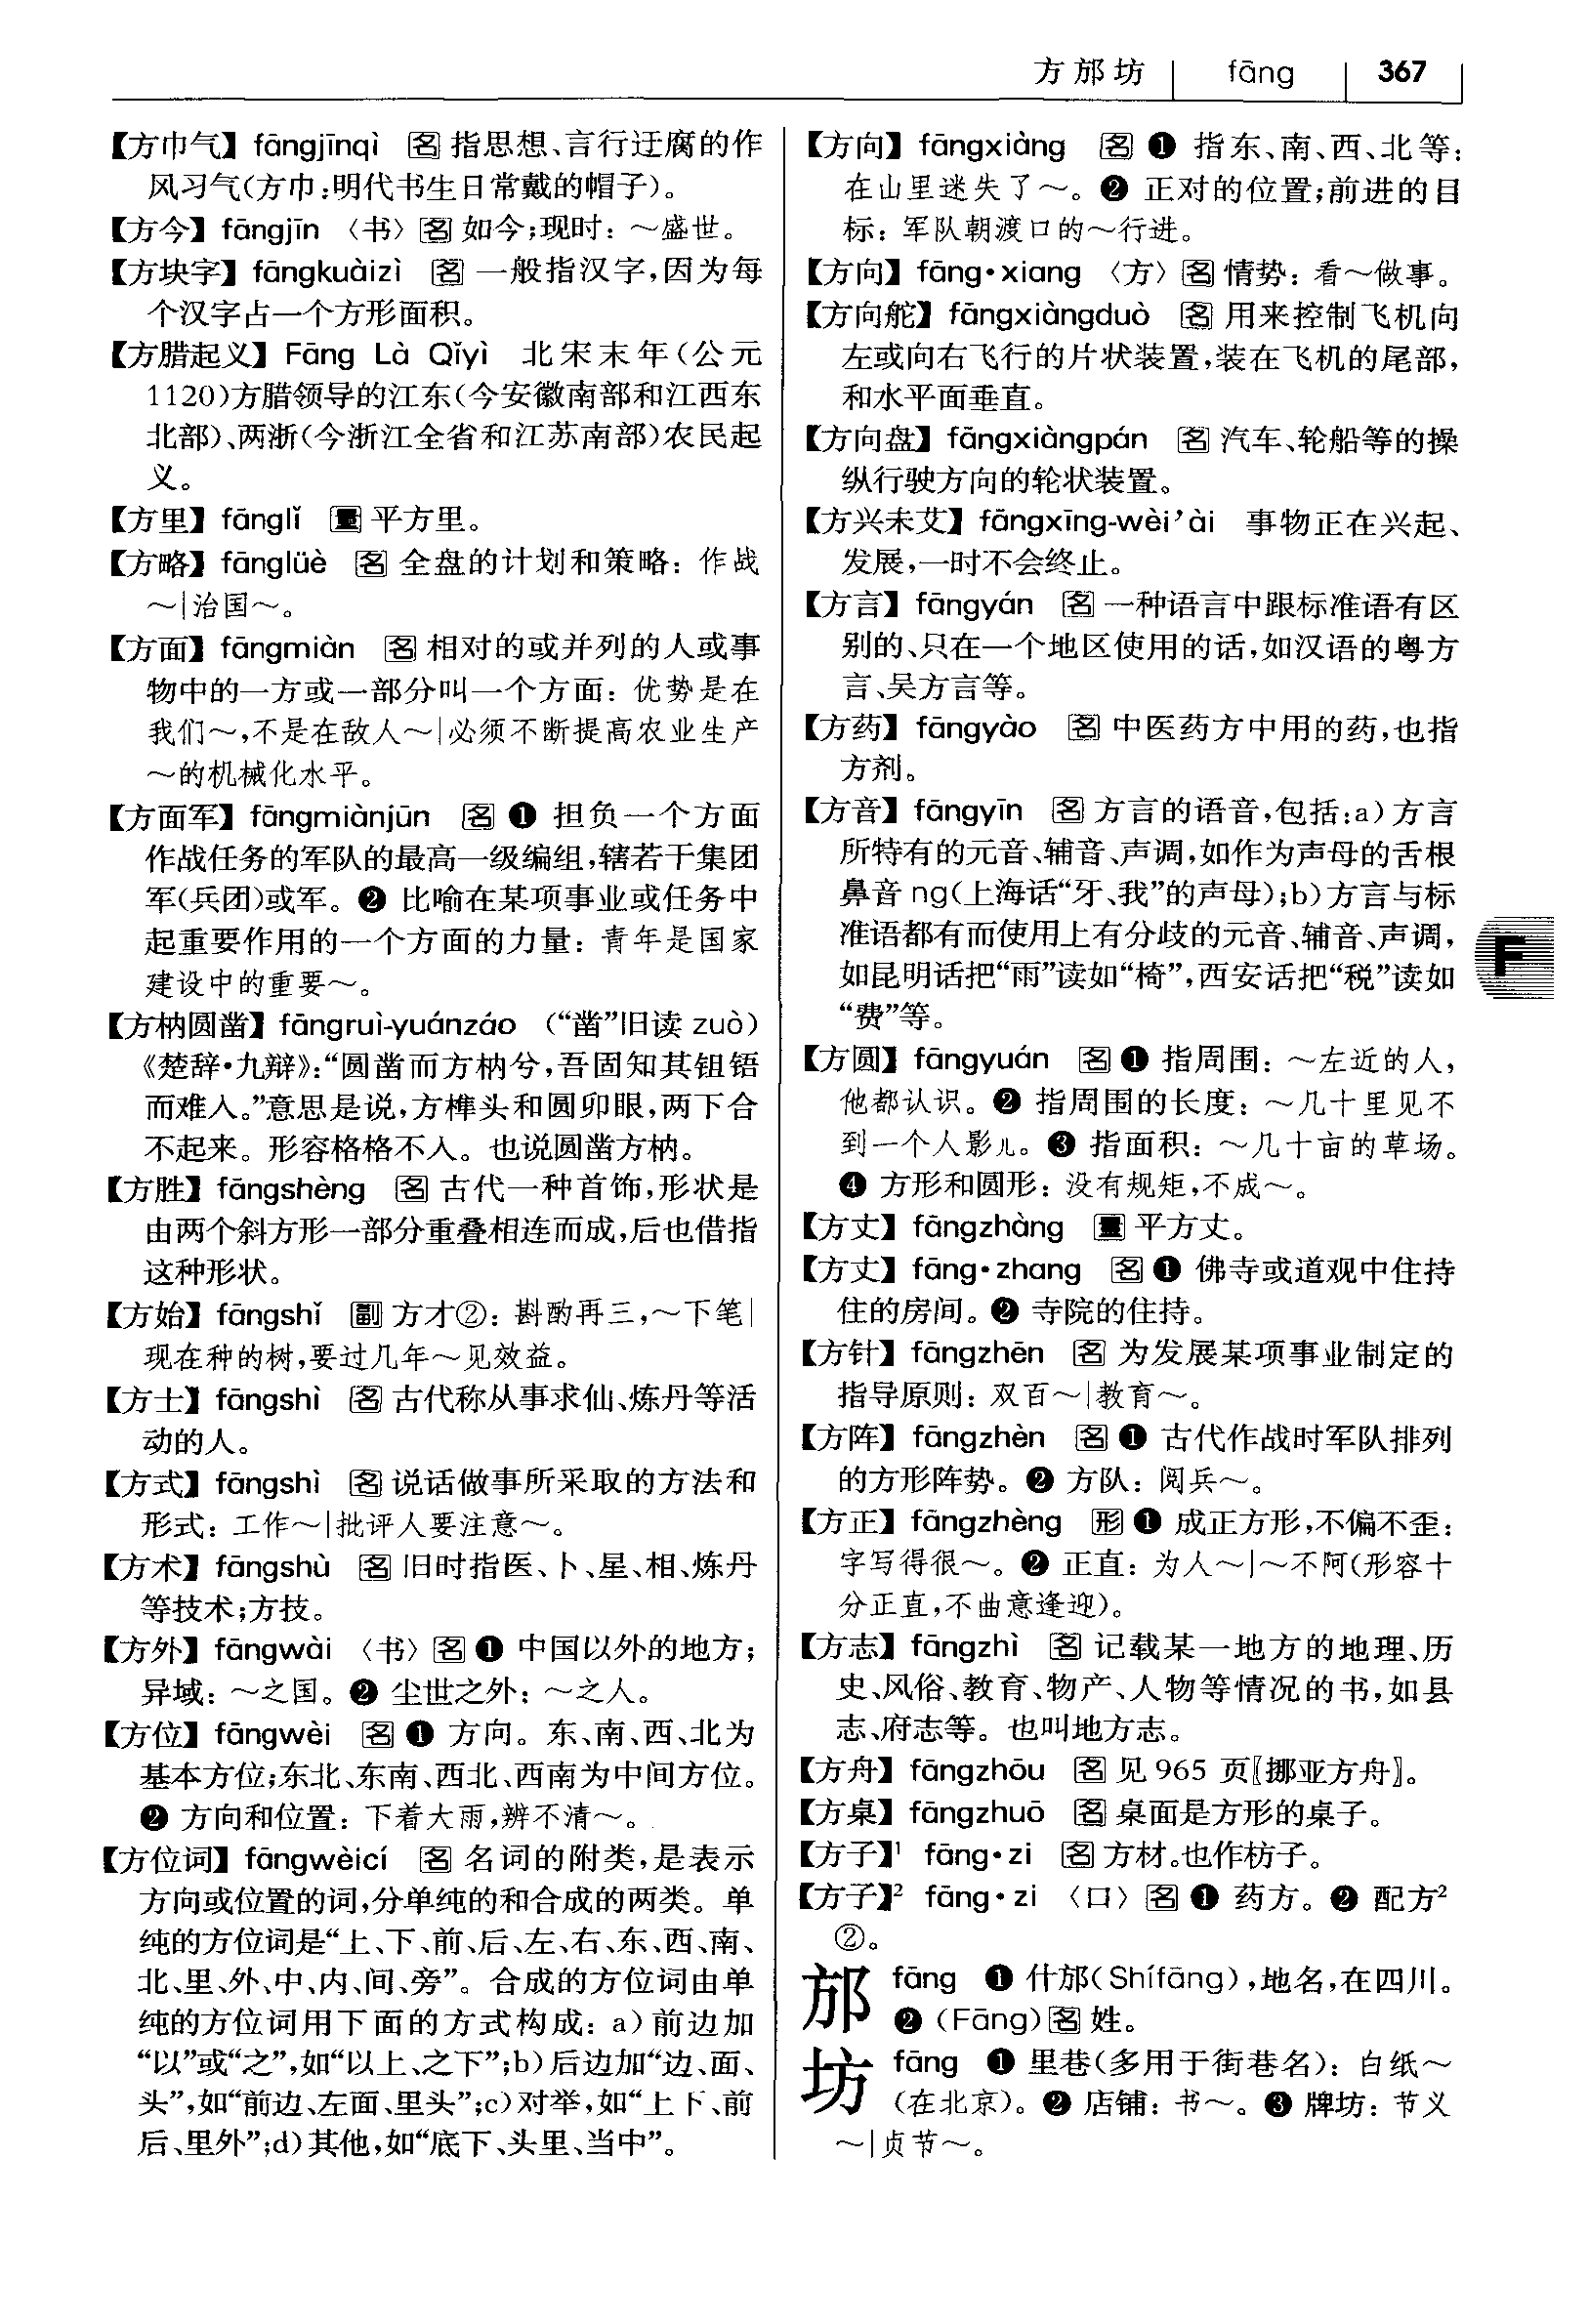 方邡坊 fāng 367
【方巾气】 fāngjīnqì 名 指思想、言行迂腐的作
风习气(方巾:明代书生日常戴的帽子)。
【方今】 fāngjīn 〈书〉名 如今;现时：～盛世。
【方块字】 fāngkuàizì 名 一般指汉字,因为每
个汉字占一个方形面积。
【方腊起义】 Fāng Là Qǐyì 北宋末年(公元
1120)方腊领导的江东(今安徽南部和江西东
北部)、两浙(今浙江全省和江苏南部)农民起
义。
【方里】 fānglǐ 量 平方里。
【方略】 fānglüè 名 全盘的计划和策略：作战
～|治国～。
【方面】 fāngmiàn 名 相对的或并列的人或事
物中的一方或一部分叫一个方面：优势是在
我们～,不是在敌人～|必须不断提高农业生产
～的机械化水平。
【方面军】 fāngmiànjūn 名 ❶ 担负一个方面
作战任务的军队的最高一级编组,辖若干集团
军(兵团)或军。❷ 比喻在某项事业或任务中
起重要作用的一个方面的力量：青年是国家
建设中的重要～。
【方枘圆凿】 fāngruì-yuánzáo （“凿”旧读 zuò）
《楚辞•九辩》:“圆凿而方枘兮,吾固知其鉏铻
而难入。”意思是说,方榫头和圆卯眼,两下合
不起来。形容格格不入。也说圆凿方枘。
【方胜】 fāngshèng 名 古代一种首饰,形状是
由两个斜方形一部分重叠相连而成,后也借指
这种形状。
【方始】 fāngshǐ 副 方才②：斟酌再三,～下笔|
现在种的树,要过几年～见效益。
【方士】 fāngshì 名 古代称从事求仙、炼丹等活
动的人。
【方式】 fāngshì 名 说话做事所采取的方法和
形式：工作～|批评人要注意～。
【方术】 fāngshù 名 旧时指医、卜、星、相、炼丹
等技术;方技。
【方外】 fāngwài 〈书〉名 ❶ 中国以外的地方;
异域：～之国。❷ 尘世之外：～之人。
【方位】 fāngwèi 名 ❶ 方向。东、南、西、北为
基本方位;东北、东南、西北、西南为中间方位。
❷ 方向和位置：下着大雨,辨不清～。
【方位词】 fāngwèicí 名 名词的附类,是表示
方向或位置的词,分单纯的和合成的两类。单
纯的方位词是“上、下、前、后、左、右、东、西、南、
北、里、外、中、内、间、旁”。合成的方位词由单
纯的方位词用下面的方式构成：a)前边加
“以”或“之”,如“以上、之下”;b)后边加“边、面、
头”,如“前边、左面、里头”;c)对举,如“上下、前
后、里外”;d)其他,如“底下、头里、当中”。
【方向】 fāngxiàng 名 ❶ 指东、南、西、北等：
在山里迷失了～。❷ 正对的位置;前进的目
标：军队朝渡口的～行进。
【方向】 fāng•xiang 〈方〉名 情势：看～做事。
【方向舵】 fāngxiàngduò 名 用来控制飞机向
左或向右飞行的片状装置,装在飞机的尾部,
和水平面垂直。
【方向盘】 fāngxiàngpán 名 汽车、轮船等的操
纵行驶方向的轮状装置。
【方兴未艾】 fāngxīng-wèi’ài 事物正在兴起、
发展,一时不会终止。
【方言】 fāngyán 名 一种语言中跟标准语有区
别的、只在一个地区使用的话,如汉语的粤方
言、吴方言等。
【方药】 fāngyào 名 中医药方中用的药,也指
方剂。
【方音】 fāngyīn 名 方言的语音,包括:a)方言
所特有的元音、辅音、声调,如作为声母的舌根
鼻音 ng(上海话“牙、我”的声母);b)方言与标
准语都有而使用上有分歧的元音、辅音、声调,
如昆明话把“雨”读如“椅”,西安话把“税”读如
“费”等。
F
【方圆】 fāngyuán 名 ❶ 指周围：～左近的人,
他都认识。❷ 指周围的长度：～几十里见不
到一个人影儿。❸ 指面积：～几十亩的草场。
❹ 方形和圆形：没有规矩,不成～。
【方丈】 fāngzhàng 量 平方丈。
【方丈】 fāng•zhang 名 ❶ 佛寺或道观中住持
住的房间。❷ 寺院的住持。
【方针】 fāngzhēn 名 为发展某项事业制定的
指导原则：双百～|教育～。
【方阵】 fāngzhèn 名 ❶ 古代作战时军队排列
的方形阵势。❷ 方队：阅兵～。
【方正】 fāngzhèng 形 ❶ 成正方形,不偏不歪：
字写得很～。❷ 正直：为人～|～不阿(形容十
分正直,不曲意逢迎)。
【方志】 fāngzhì 名 记载某一地方的地理、历
史、风俗、教育、物产、人物等情况的书,如县
志、府志等。也叫地方志。
【方舟】 fāngzhōu 名 见 965 页〖挪亚方舟〗。
【方桌】 fāngzhuō 名 桌面是方形的桌子。
【方子】¹ fāng•zi 名 方材。也作枋子。
【方子】² fāng•zi 〈口〉名 ❶ 药方。❷ 配方²
②。
邡 fāng ❶ 什邡(Shífāng),地名,在四川。
❷ (Fāng)名 姓。
坊 fāng ❶ 里巷(多用于街巷名)：白纸～
(在北京)。❷ 店铺：书～。❸ 牌坊：节义
～|贞节～。